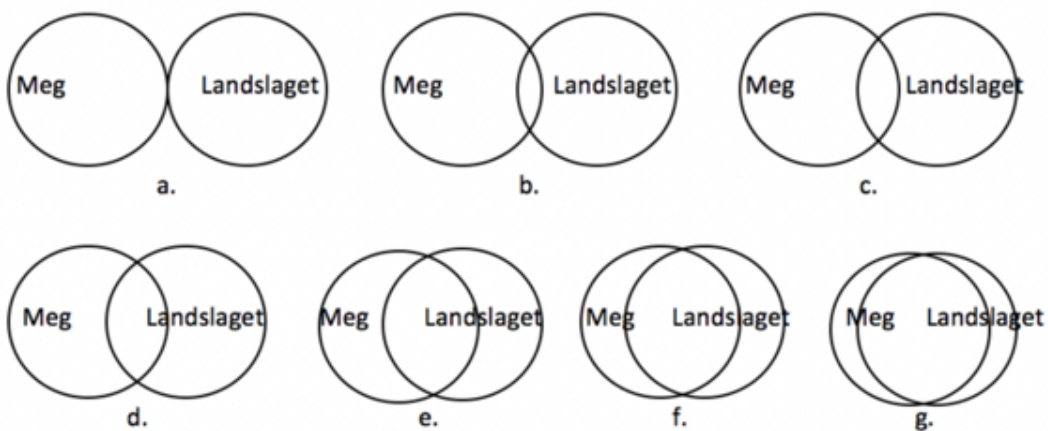 Meg Landslaget Meg Landslaget Meg Landslaget
a. b. c.
Meg Landslaget Meg Landslaget Meg Landslaget Meg Landslaget
d. e. f. g.